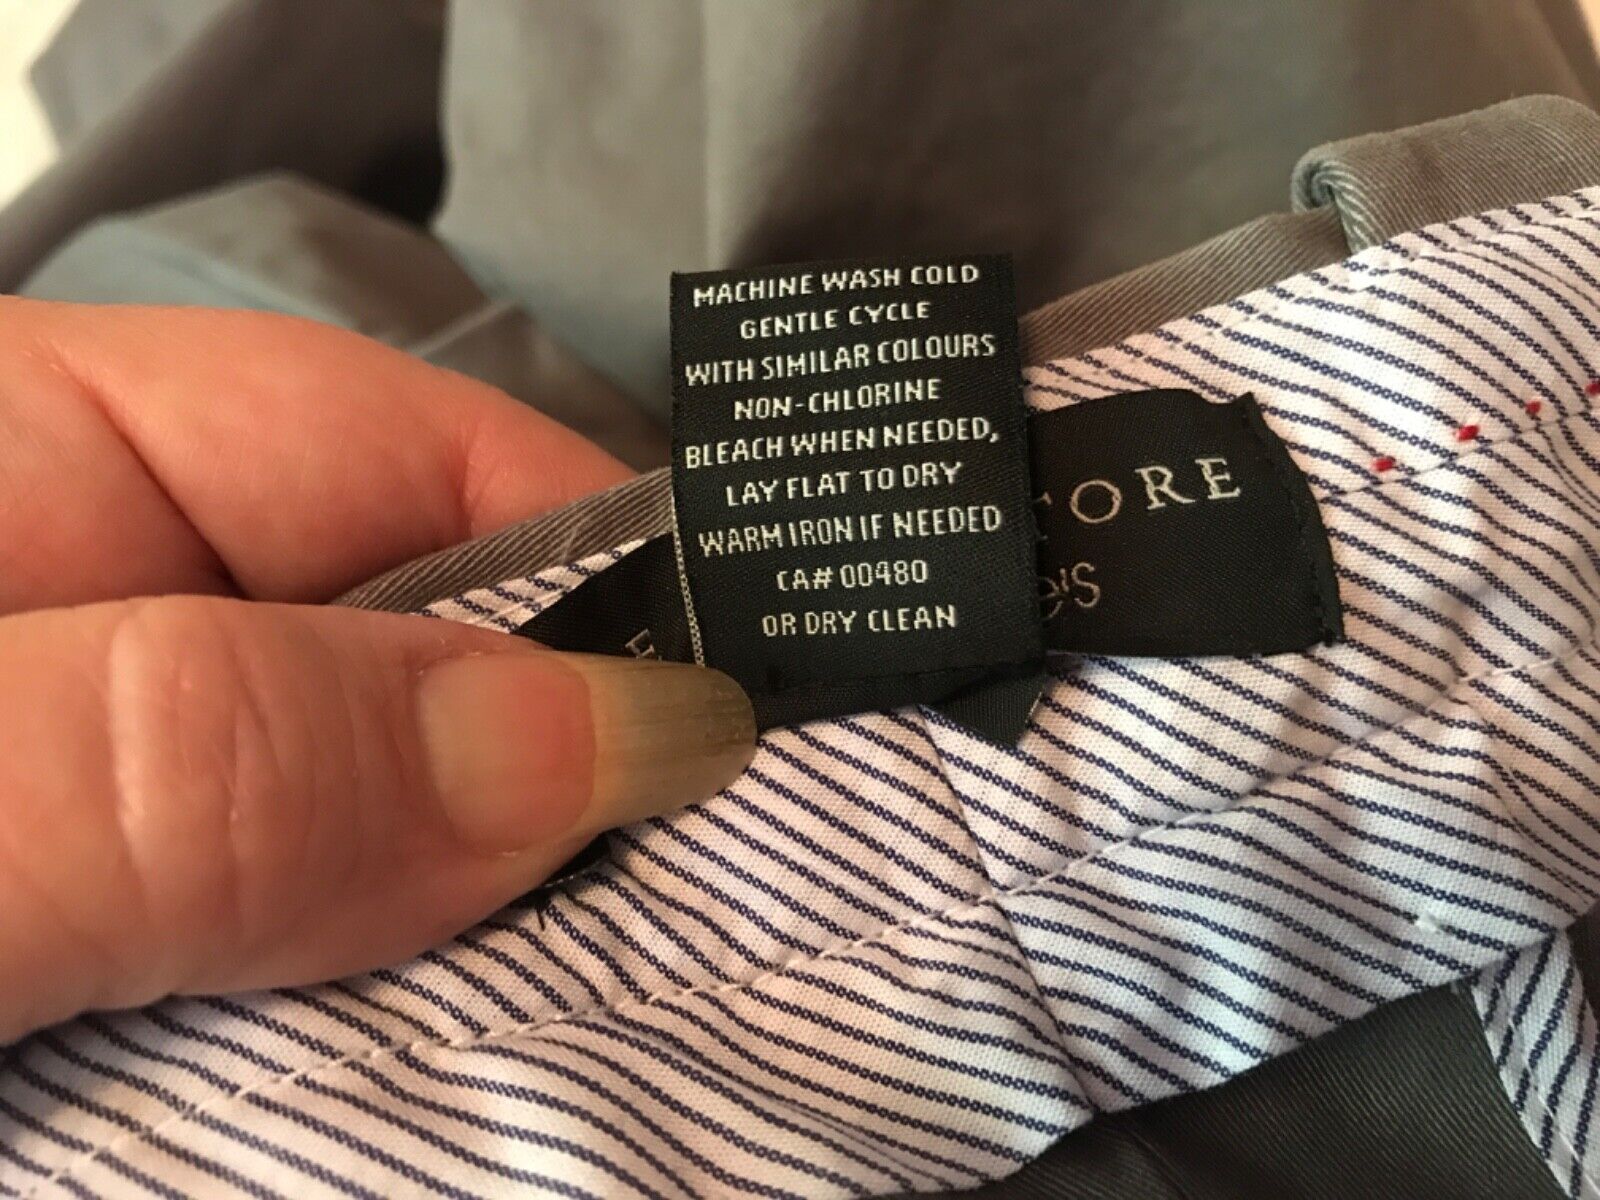 MACHINE WASH COLD
GENTLE CYCLE
WITH SIMILAR COLOURS
NON-CHLORINE
BLEACH WHEN NEEDED,
LAY FLAT TO DRY
WARM IRON IF NEEDED
CA# 00480
OR DRY CLEAN